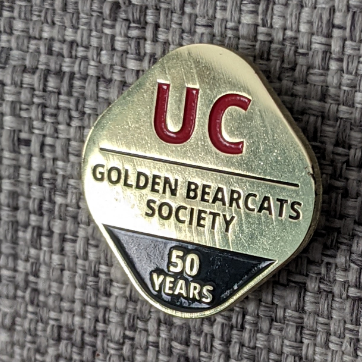 UC
GOLDEN BEARCATS
SOCIETY
50
YEARS